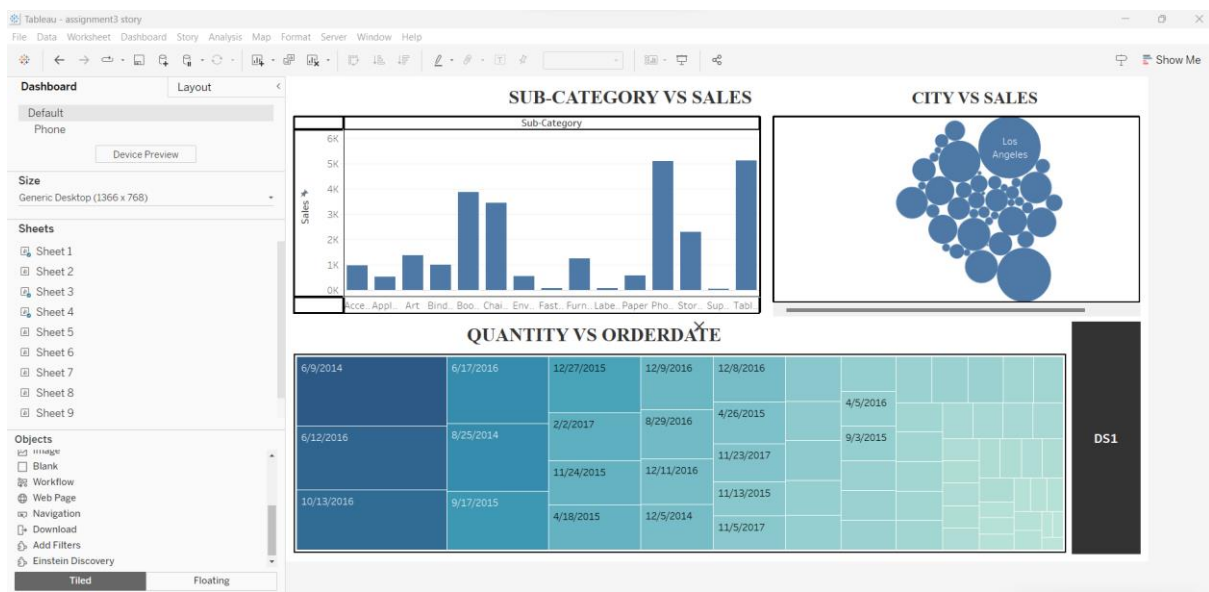 Tableau - assignment3 story
File Data Worksheet Dashboard Story Analysis Map Format Server Window Help
Show Me
Dashboard
Layout
Default
Phone
Device Preview
Size
Generic Desktop (1366 x 768)
Sheets
Sheet 1
Sheet 2
Sheet 3
Sheet 4
Sheet 5
Sheet 6
Sheet 7
Sheet 8
Sheet 9
Objects
Image
Blank
Workflow
Web Page
Navigation
Download
Add Filters
Einstein Discovery
Tiled
Floating
SUB-CATEGORY VS SALES
Sub-Category
6K
5K
4K
3K
2K
1K
0K
Sales
Acce.. Appl.. Art Bind.. Boo.. Chai.. Env.. Fast.. Furn.. Labe.. Paper Pho.. Stor.. Sup.. Tabl..
CITY VS SALES
Los
Angeles
QUANTITY VS ORDERDATE
6/9/2014
6/12/2016
10/13/2016
6/17/2016
8/25/2014
9/17/2015
12/27/2015
2/2/2017
11/24/2015
4/18/2015
12/9/2016
8/29/2016
12/11/2016
12/5/2014
12/8/2016
4/26/2015
11/23/2017
11/13/2015
11/5/2017
4/5/2016
9/3/2015
DS1